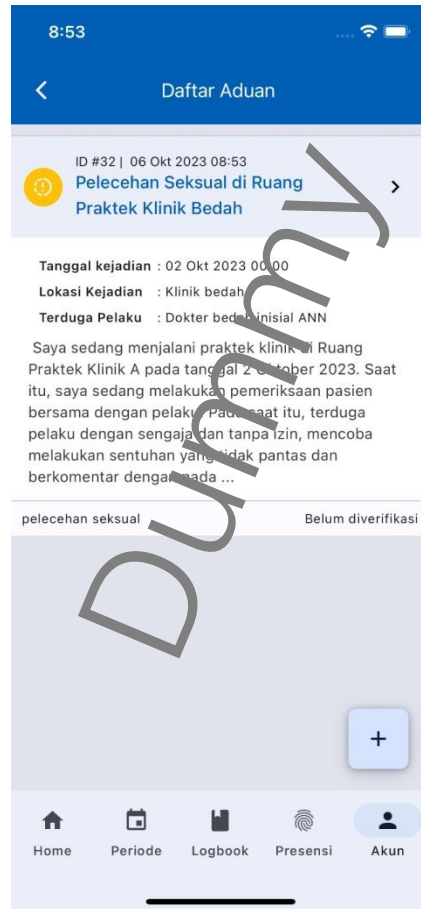 8:53
Daftar Aduan
ID #32 | 06 Okt 2023 08:53
Pelecehan Seksual di Ruang
Praktek Klinik Bedah
Tanggal kejadian : 02 Okt 2023 00:00
Lokasi Kejadian : Klinik bedah
Terduga Pelaku : Dokter bedah inisial ANN
Saya sedang menjalani praktek klinik di Ruang
Praktek Klinik A pada tanggal 2 Oktober 2023. Saat
itu, saya sedang melakukan pemeriksaan pasien
bersama dengan pelaku. Pada saat itu, terduga
pelaku dengan sengaja dan tanpa izin, mencoba
melakukan sentuhan yang tidak pantas dan
berkomentar dengan nada ...
pelecehan seksual Belum diverifikasi
Dummy
+
Home Periode Logbook Presensi Akun